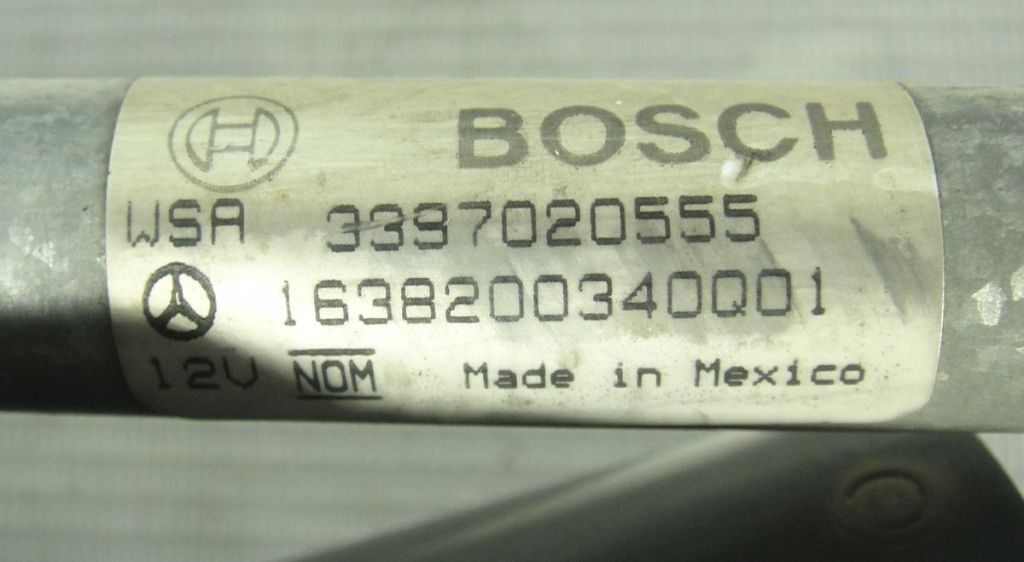 BOSCH
WSA 3397020555
1638200340Q01
12V NOM Made in Mexico